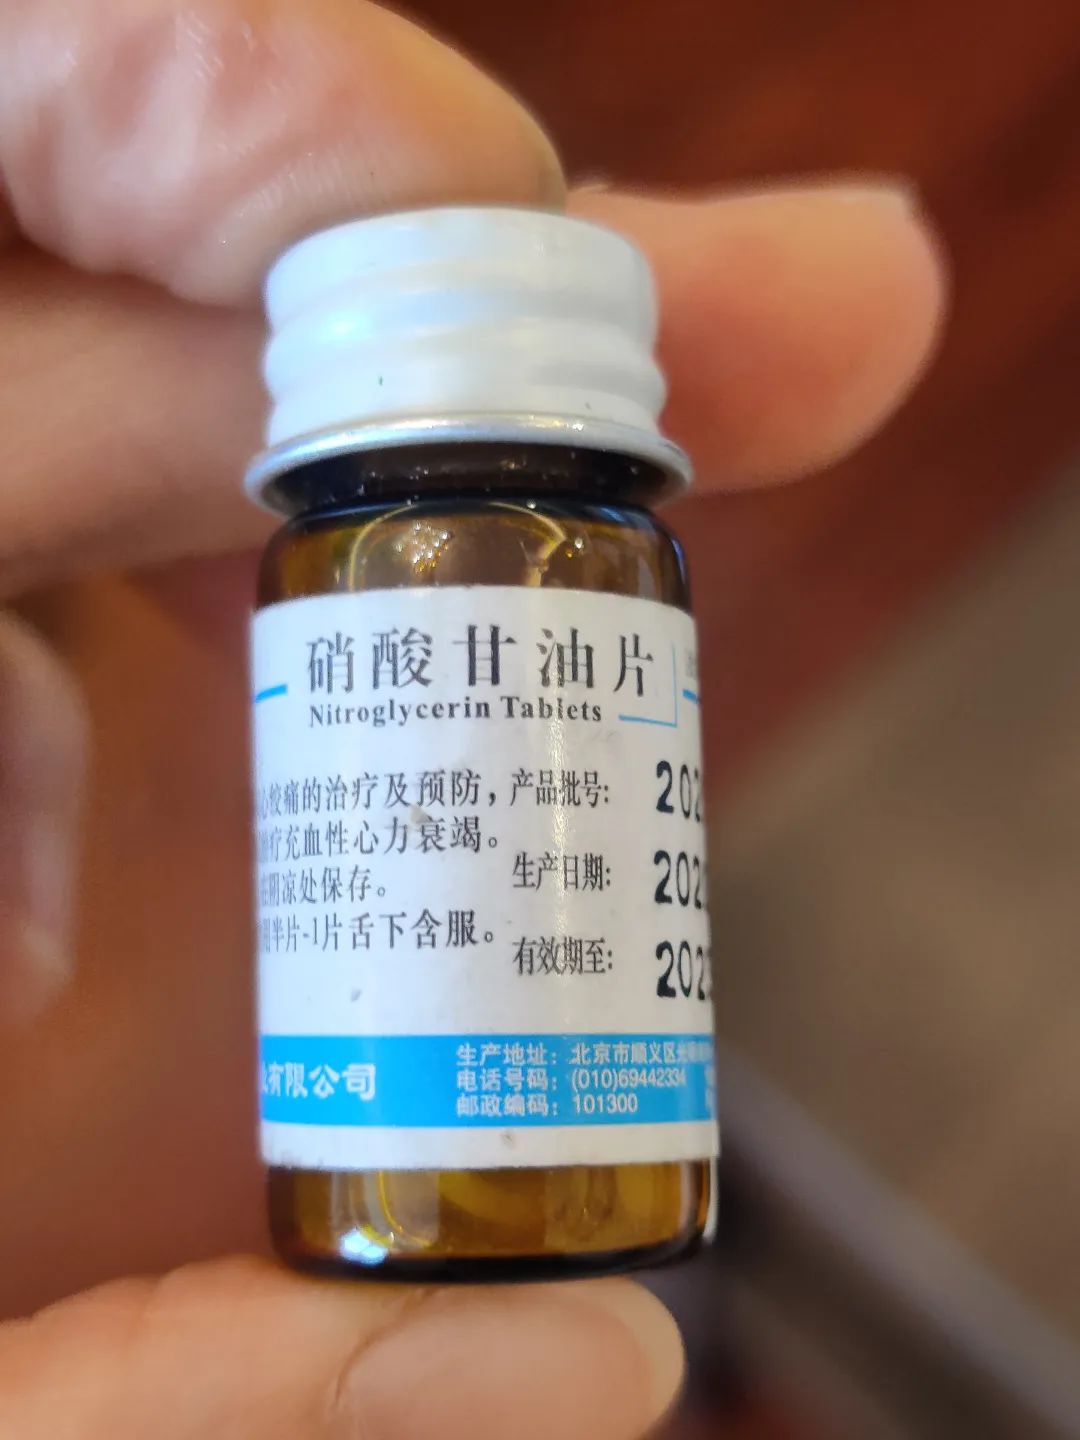 硝酸甘油片
Nitroglycerin Tablets
心绞痛的治疗及预防，
治疗充血性心力衰竭。
阴凉处保存。
半片-1片舌下含服。
产品批号：
生产日期：
有效期至：
有限公司
生产地址：北京市顺义区
电话号码：(010)69442334
邮政编码：101300